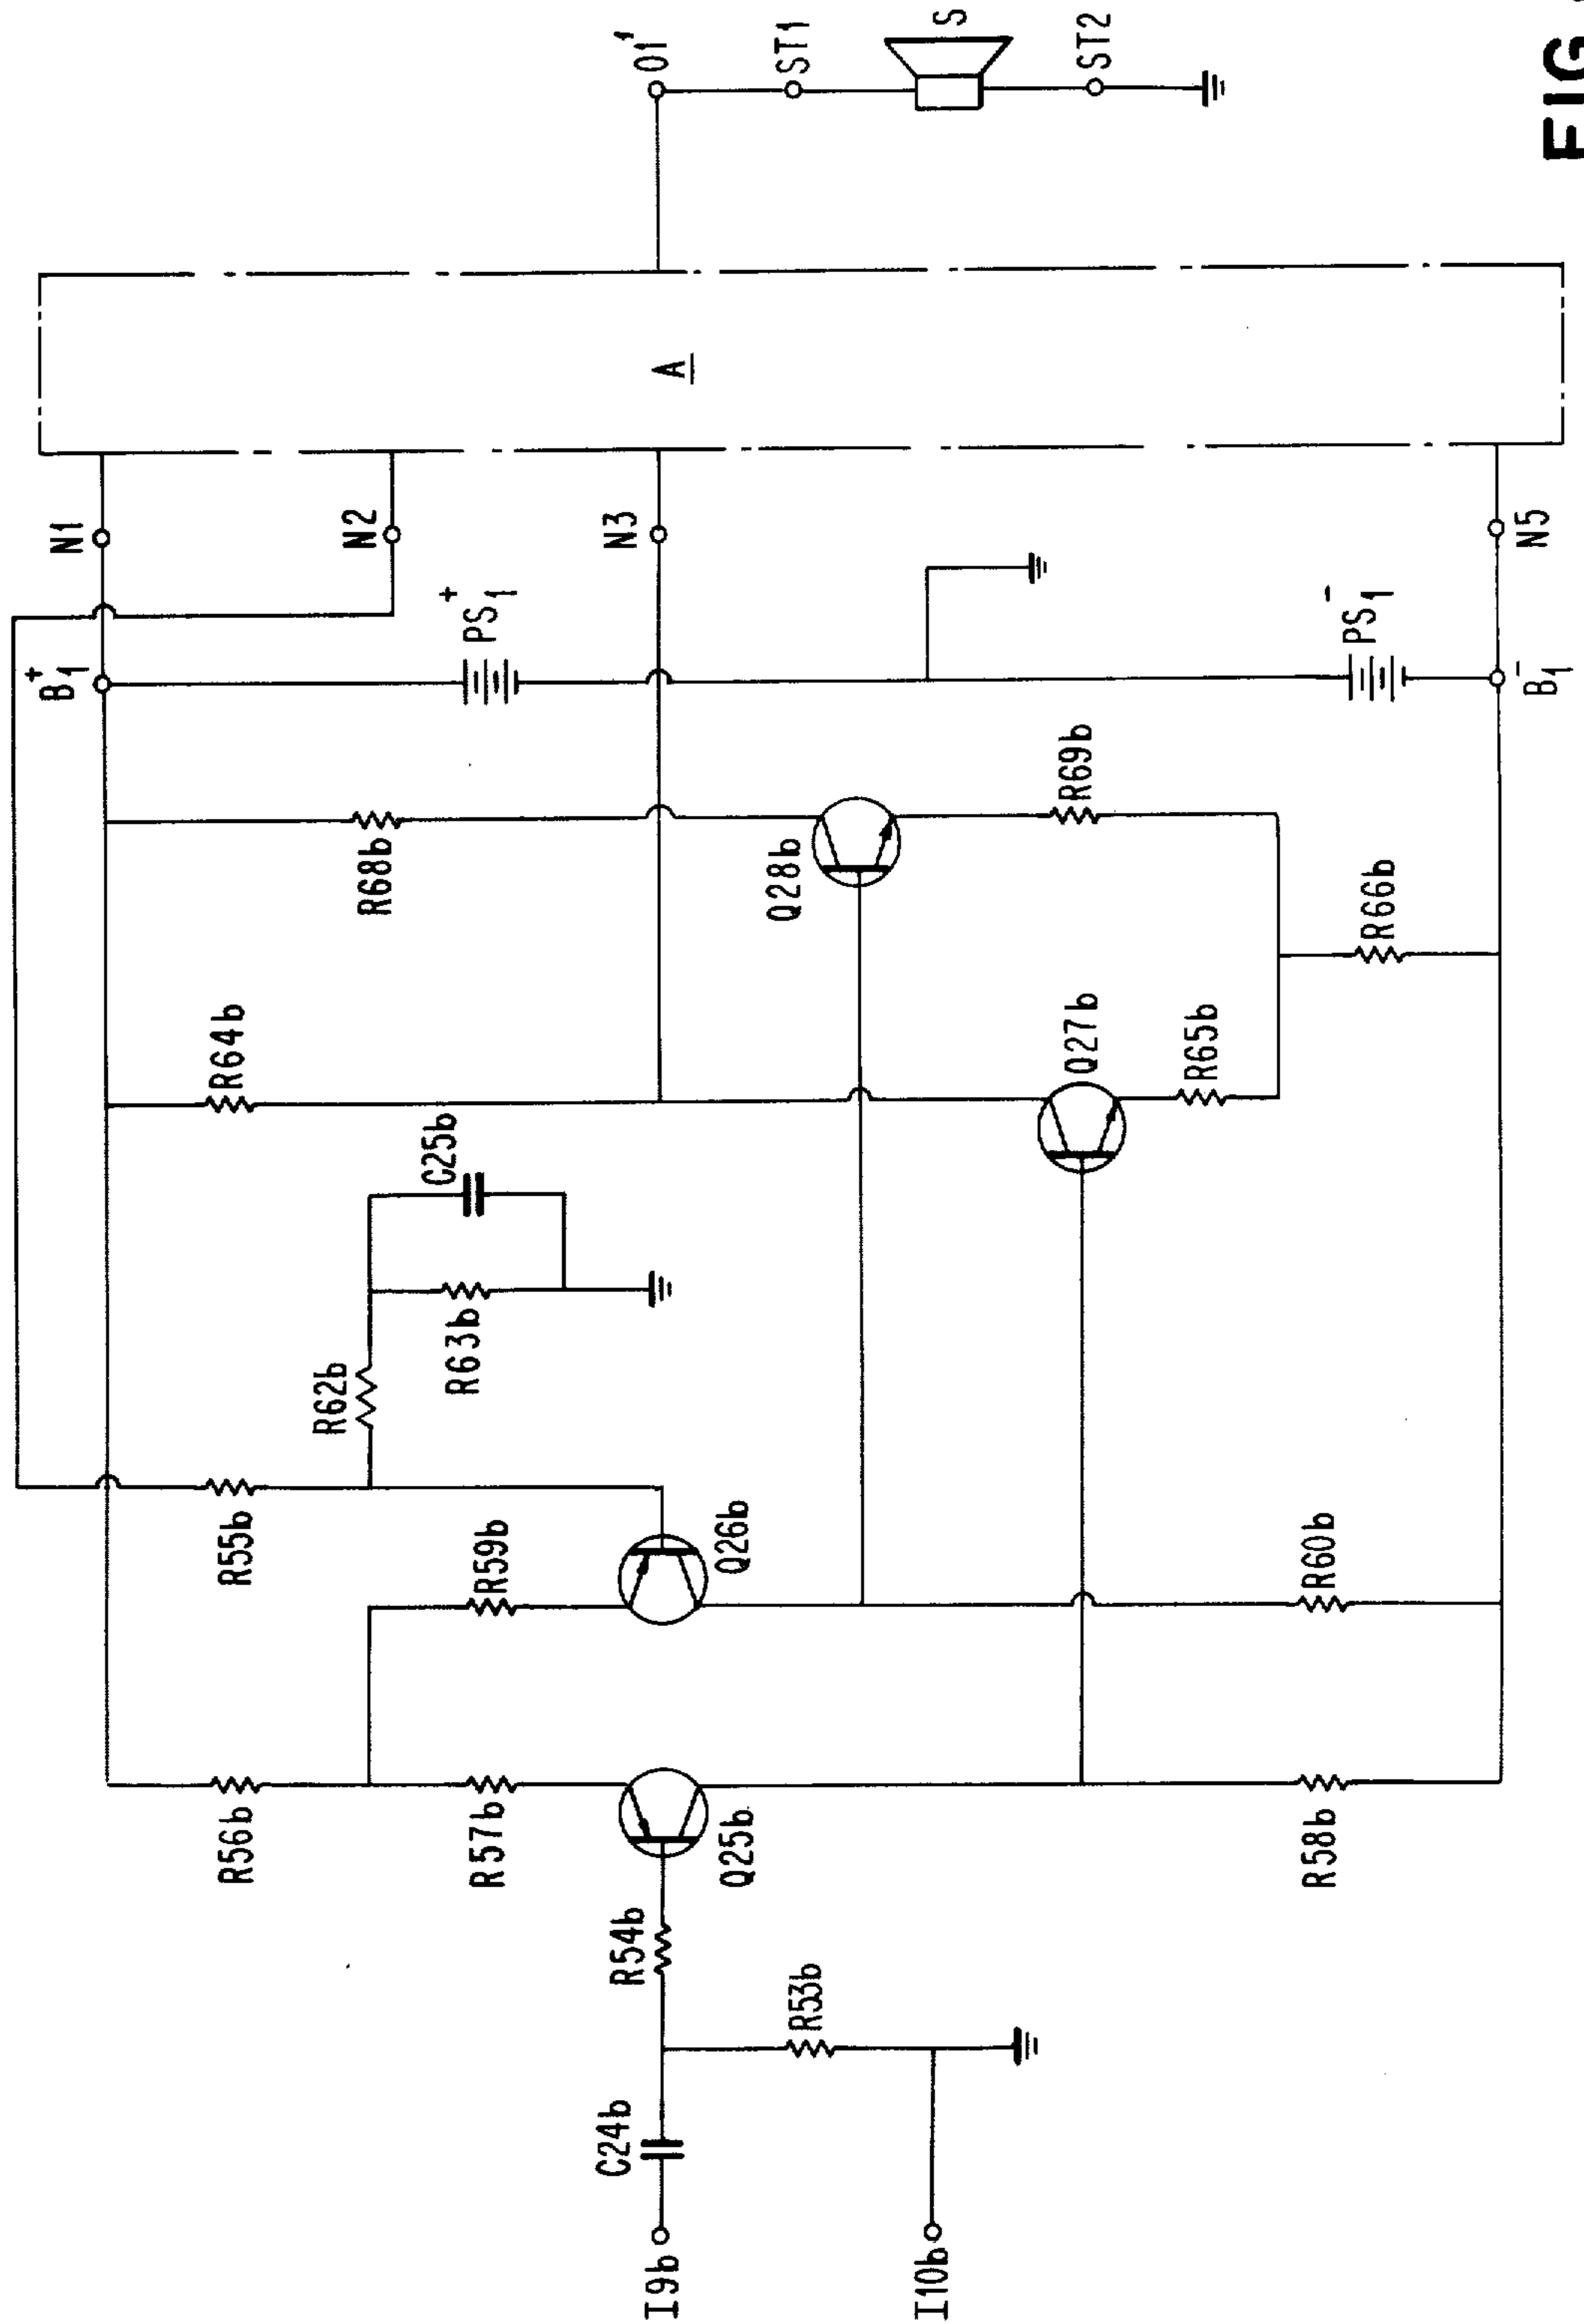 B1+
N1
N2
PS1+
N3
A
O1'
ST1
S
ST2
R68b
R64b
C25b
R62b
R63b
R55b
R59b
R56b
R57b
Q28b
R69b
Q27b
R65b
R66b
PS1-
B1-
N5
Q26b
R60b
Q25b
R58b
R54b
R53b
C24b
I9b
I10b
FIG